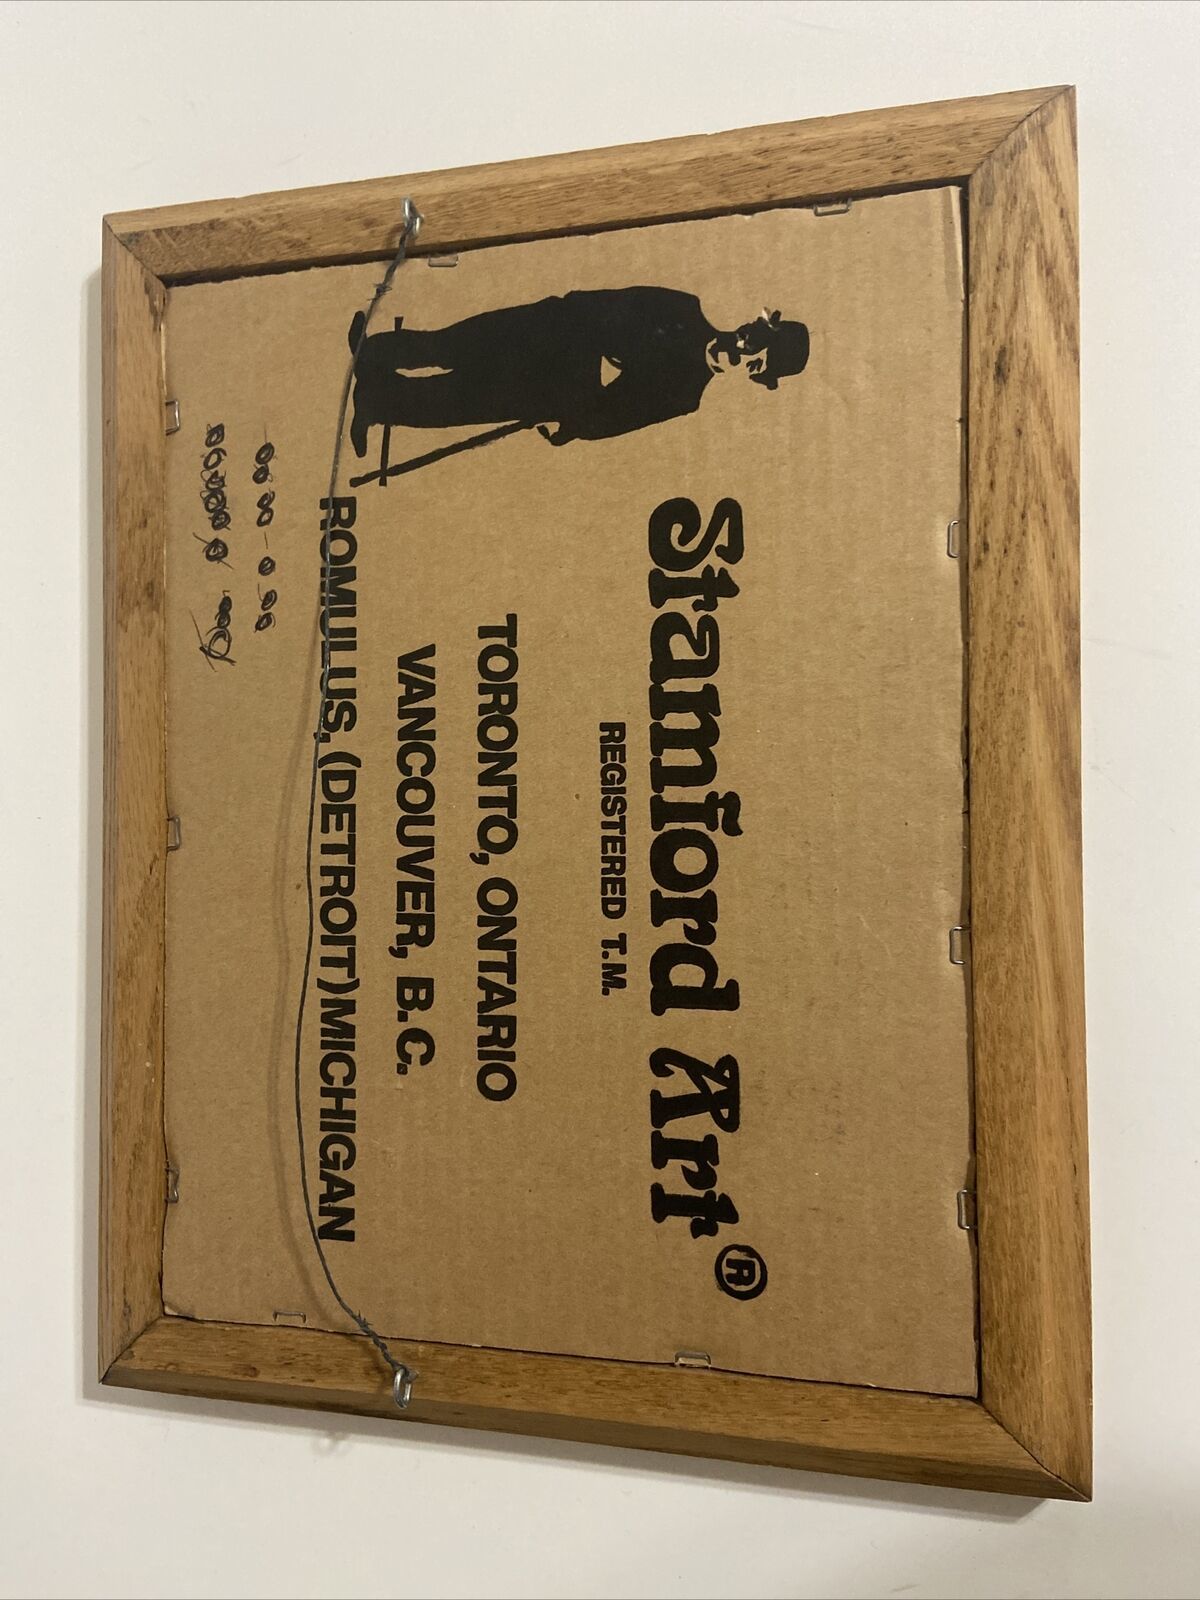 Stamford Art®
REGISTERED T.M.
TORONTO, ONTARIO
VANCOUVER, B.C.
ROMULUS, (DETROIT) MICHIGAN